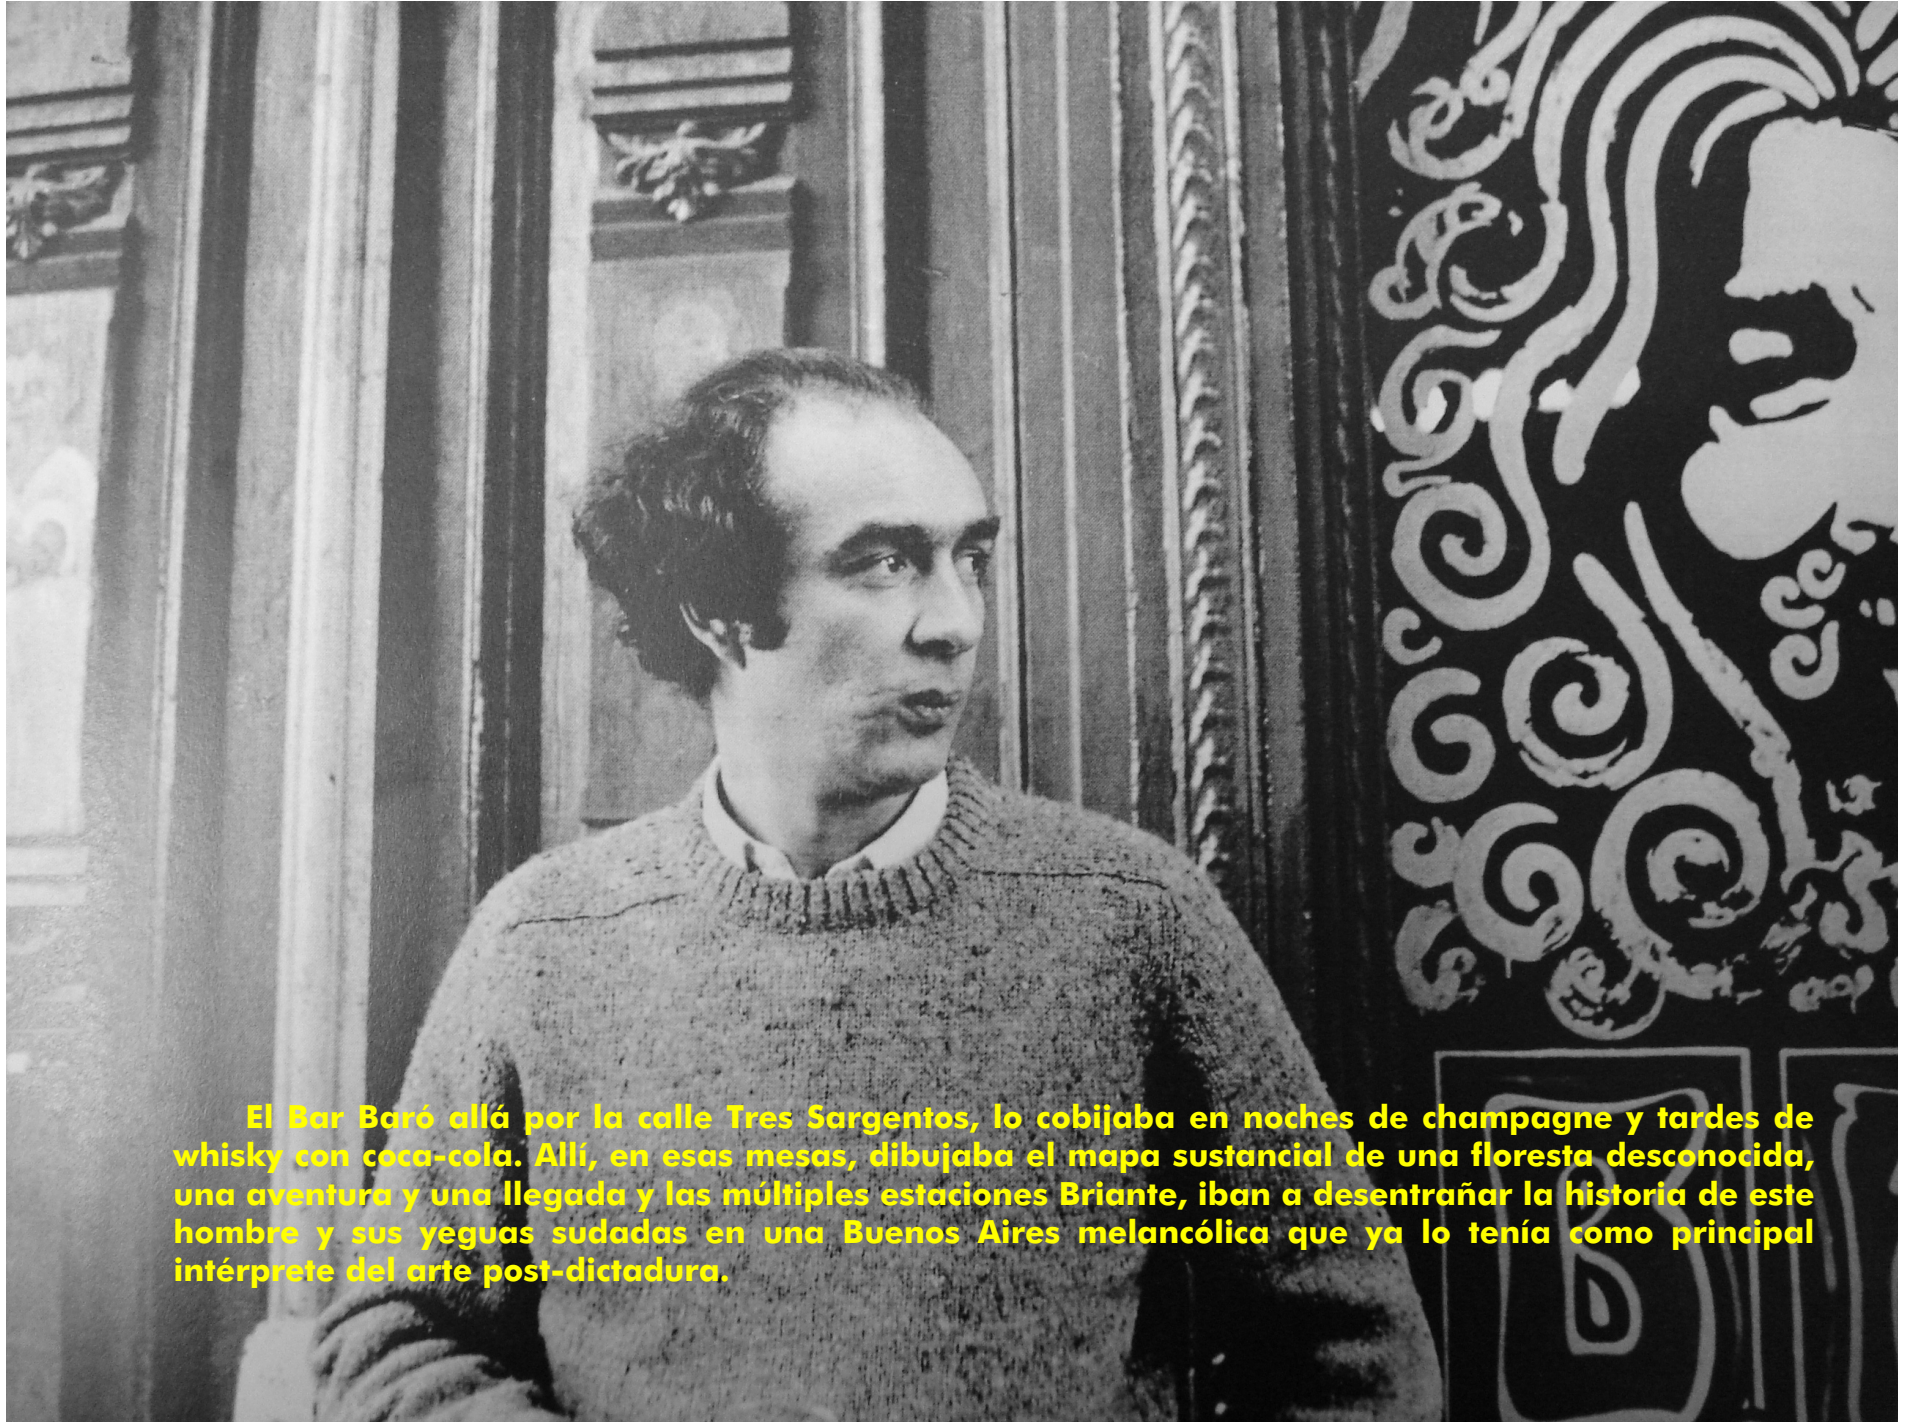 El Bar Baró allá por la calle Tres Sargentos, lo cobijaba en noches de champagne y tardes de
whisky con coca-cola. Allí, en esas mesas, dibujaba el mapa sustancial de una floresta desconocida,
una aventura y una llegada y las múltiples estaciones Briante, iban a desentrañar la historia de este
hombre y sus yeguas sudadas en una Buenos Aires melancólica que ya lo tenía como principal
intérprete del arte post-dictadura.
B